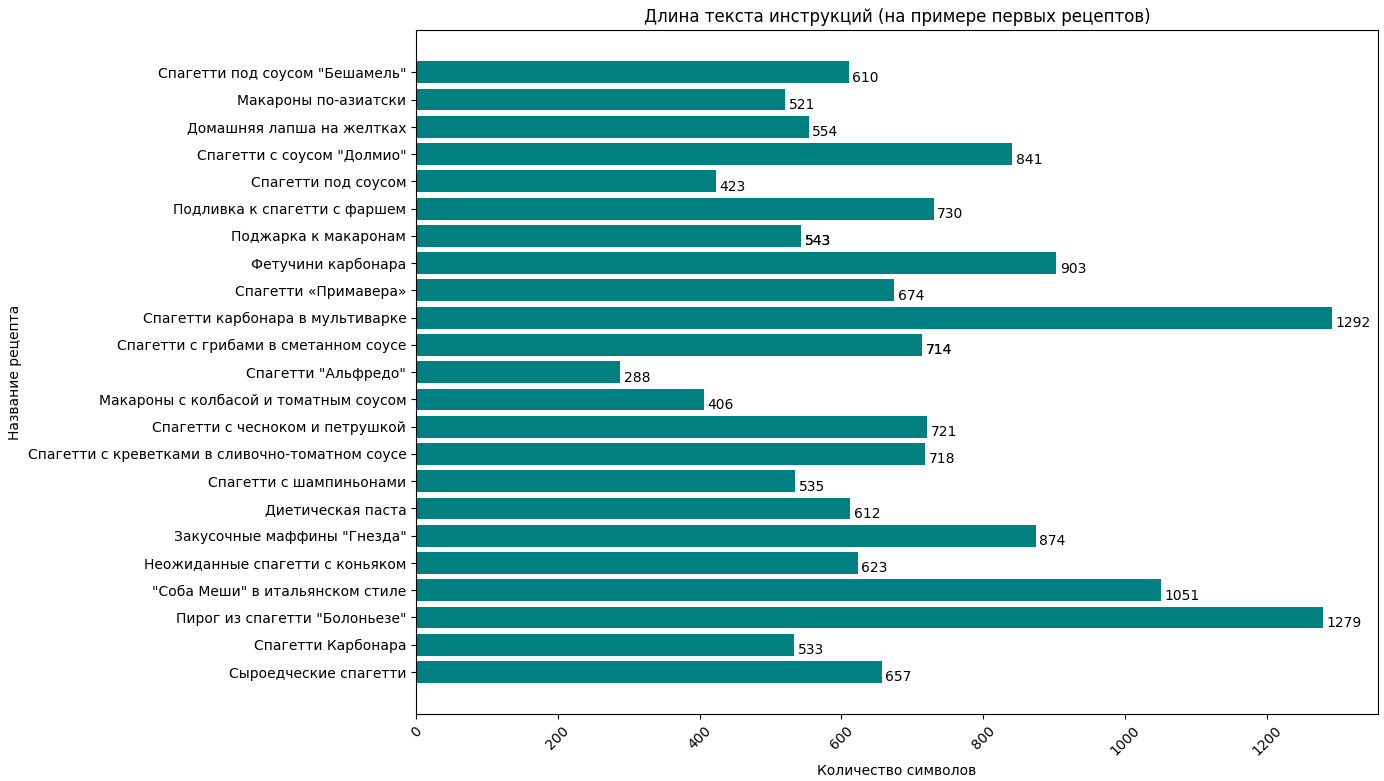 Длина текста инструкций (на примере первых рецептов)
Название рецепта
Спагетти под соусом "Бешамель" 610
Макароны по-азиатски 521
Домашняя лапша на желтках 554
Спагетти с соусом "Долмио" 841
Спагетти под соусом 423
Подливка к спагетти с фаршем 730
Поджарка к макаронам 543
Фетучини карбонара 903
Спагетти «Примавера» 674
Спагетти карбонара в мультиварке 1292
Спагетти с грибами в сметанном соусе 714
Спагетти "Альфредо" 288
Макароны с колбасой и томатным соусом 406
Спагетти с чесноком и петрушкой 721
Спагетти с креветками в сливочно-томатном соусе 718
Спагетти с шампиньонами 535
Диетическая паста 612
Закусочные маффины "Гнезда" 874
Неожиданные спагетти с коньяком 623
"Соба Меши" в итальянском стиле 1051
Пирог из спагетти "Болоньезе" 1279
Спагетти Карбонара 533
Сыроедческие спагетти 657
0 200 400 600 800 1000 1200
Количество символов